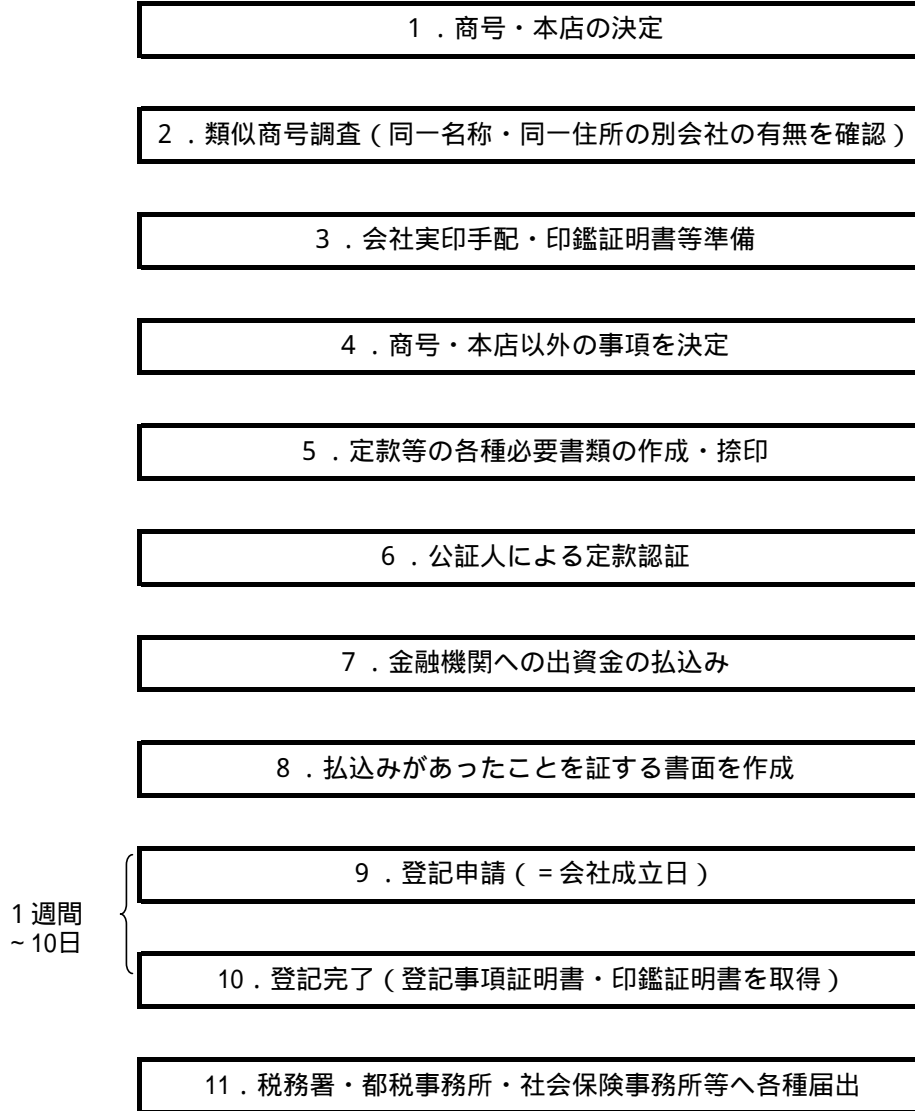 1．商号・本店の決定
2．類似商号調査（同一名称・同一住所の別会社の有無を確認）
3．会社実印手配・印鑑証明書等準備
4．商号・本店以外の事項を決定
5．定款等の各種必要書類の作成・捺印
6．公証人による定款認証
7．金融機関への出資金の払込み
8．払込みがあったことを証する書面を作成
9．登記申請（＝会社成立日）
1週間
~10日
10．登記完了（登記事項証明書・印鑑証明書を取得）
11．税務署・都税事務所・社会保険事務所等へ各種届出